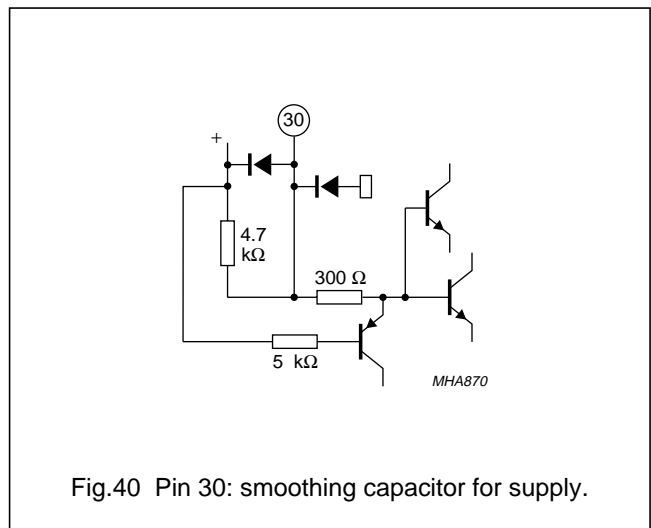 30
+
4.7
kΩ
300 Ω
5 kΩ
MHA870
Fig.40 Pin 30: smoothing capacitor for supply.